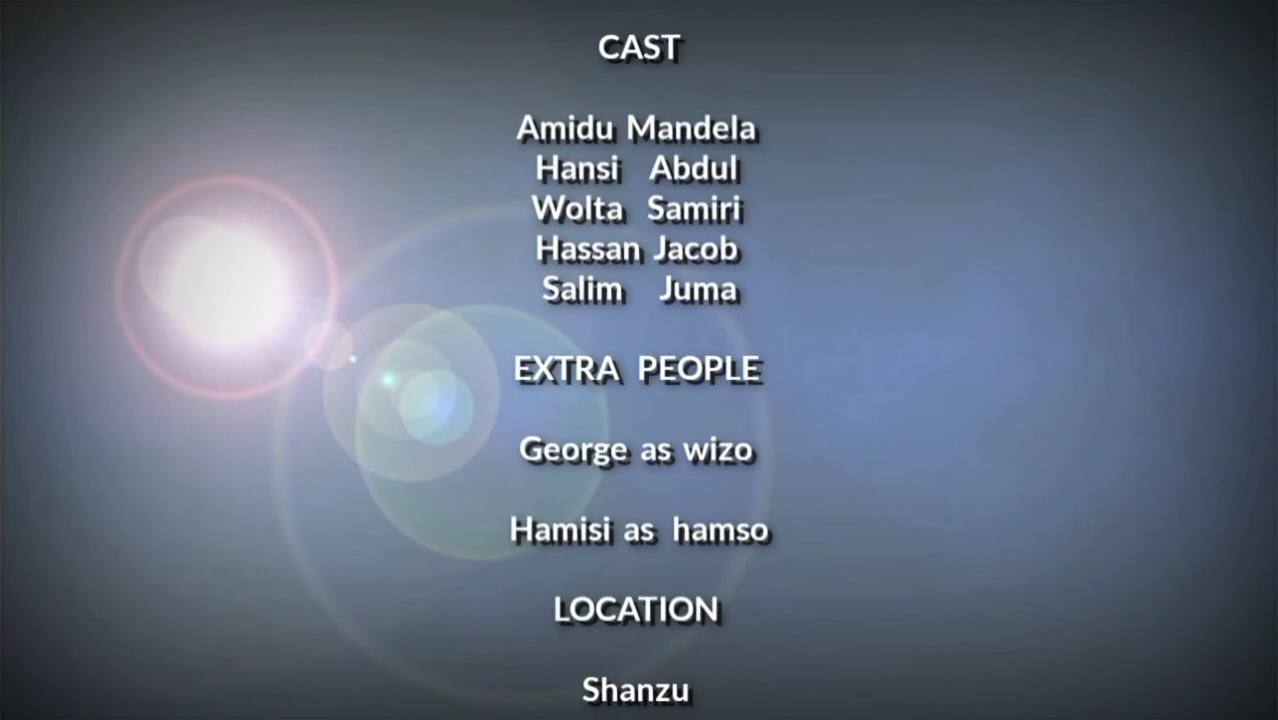 CAST
Amidu Mandela
Hansi Abdul
Wolta Samiri
Hassan Jacob
Salim Juma
EXTRA PEOPLE
George as wizo
Hamisi as hamso
LOCATION
Shanzu